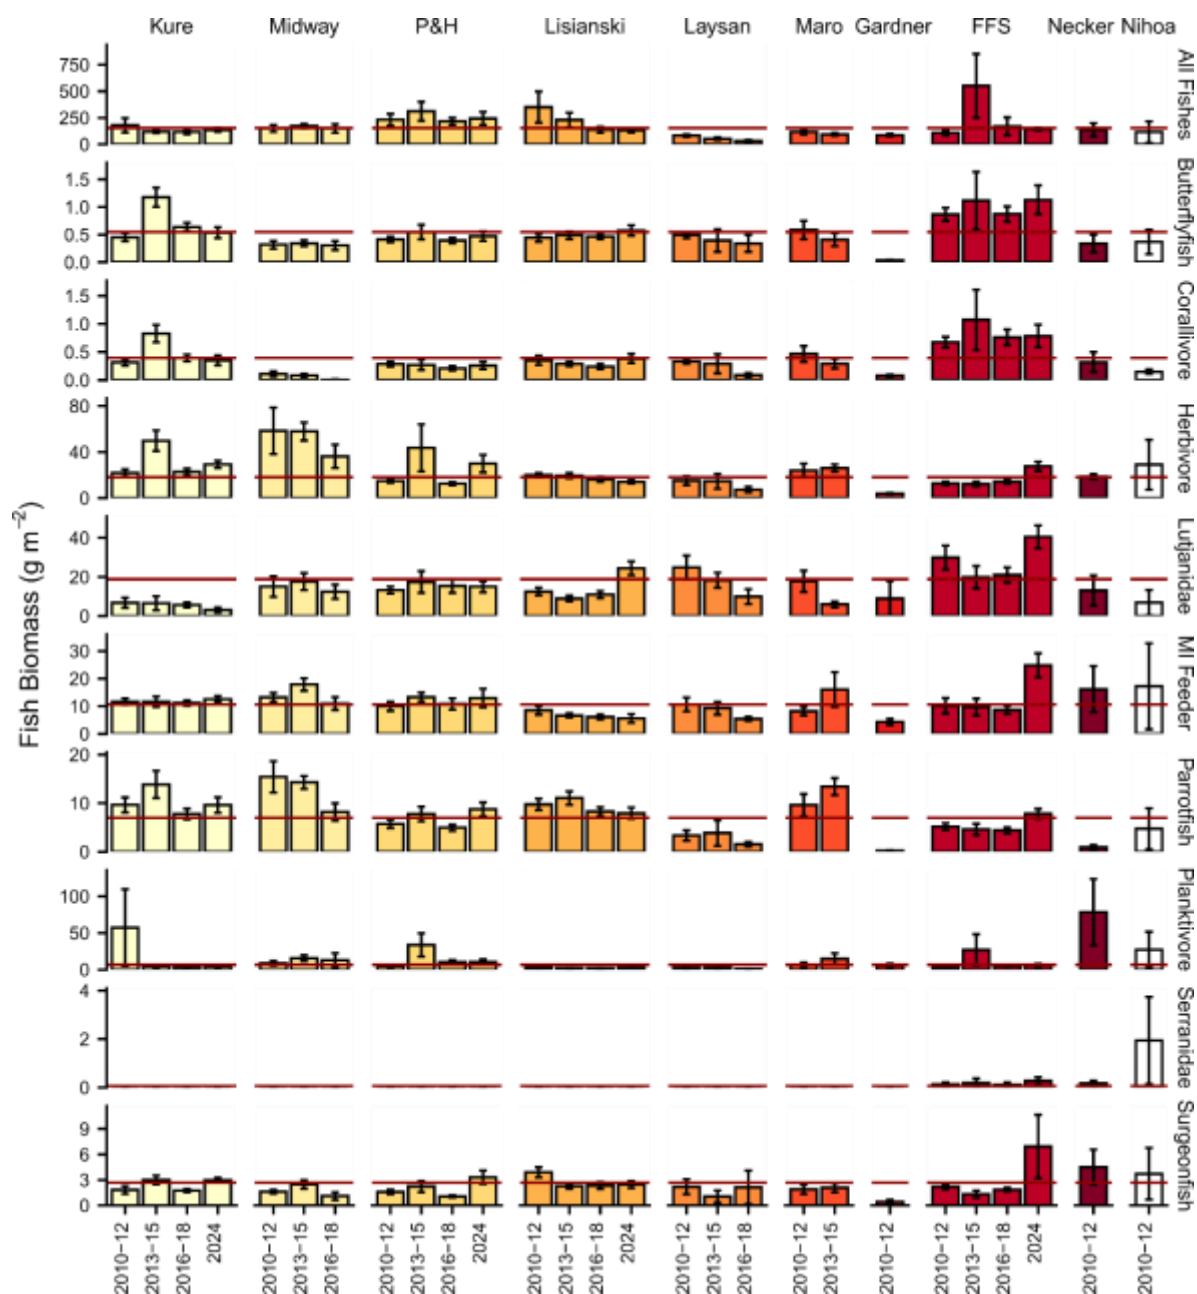 Kure Midway P&H Lisianski Laysan Maro Gardner FFS Necker Nihoa
Fish Biomass (g m⁻²)
750
500
250
0
All Fishes
1.5
1.0
0.5
0.0
Butterflyfish
1.5
1.0
0.5
0.0
Corallivore
80
40
0
Herbivore
40
20
0
Lutjanidae
30
20
10
0
MI Feeder
20
10
0
Parrotfish
100
50
0
Planktivore
4
2
0
Serranidae
9
6
3
0
Surgeonfish
2010−12 2013−15 2016−18 2024 2010−12 2013−15 2016−18 2010−12 2013−15 2016−18 2024 2010−12 2013−15 2016−18 2024 2010−12 2013−15 2016−18 2010−12 2013−15 2010−12 2010−12 2013−15 2016−18 2024 2010−12 2010−12